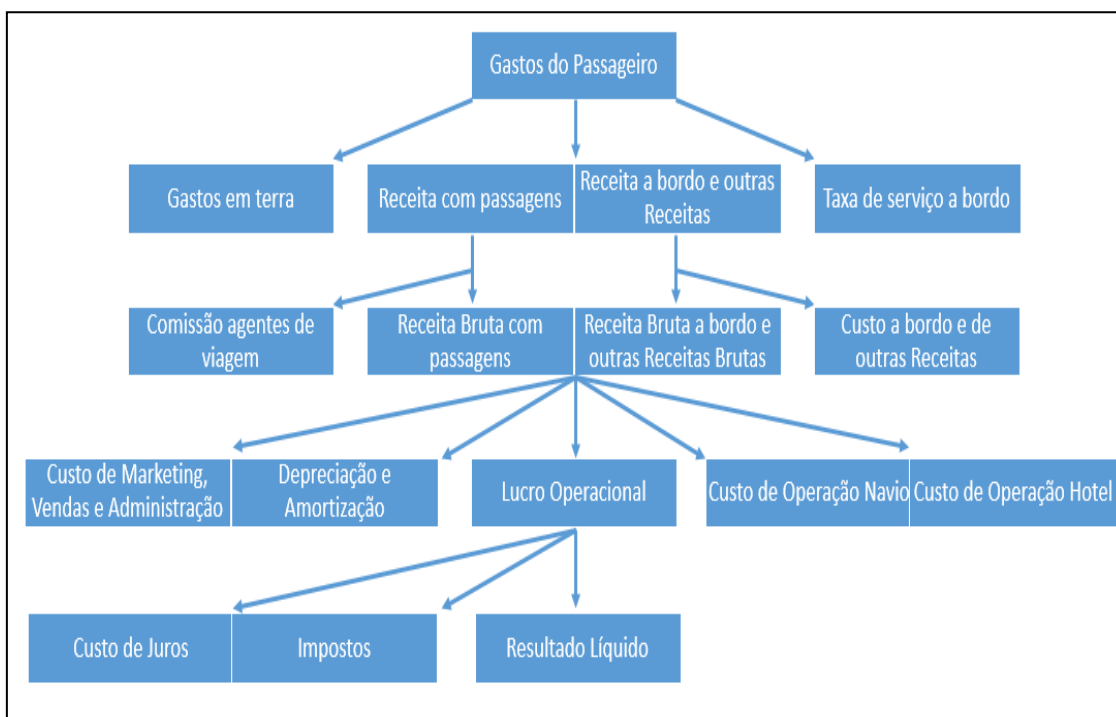 Gastos do Passageiro
Gastos em terra
Receita com passagens
Receita a bordo e outras
Receitas
Taxa de serviço a bordo
Comissão agentes de
viagem
Receita Bruta com
passagens
Receita Bruta a bordo e
outras Receitas Brutas
Custo a bordo e de
outras Receitas
Custo de Marketing,
Vendas e Administração
Depreciação e
Amortização
Lucro Operacional
Custo de Operação Navio
Custo de Operação Hotel
Custo de Juros
Impostos
Resultado Líquido